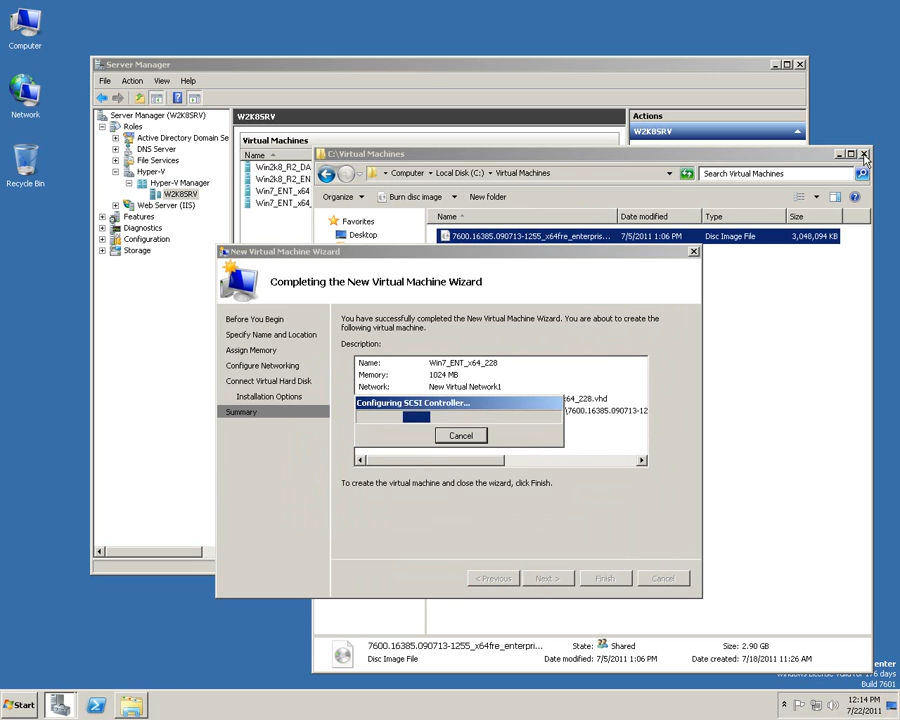 Computer
Network
Recycle Bin
Server Manager
File Action View Help
Server Manager (W2K8SRV)
Roles
Active Directory Domain Se
DNS Server
File Services
Hyper-V
Hyper-V Manager
W2K8SRV
Web Server (IIS)
Features
Diagnostics
Configuration
Storage
W2K8SRV
Virtual Machines
Name
Win2k8_R2_DA
Win2k8_R2_EN
Win7_ENT_x64
Win7_ENT_x64_
Actions
W2K8SRV
C:\Virtual Machines
Computer Local Disk (C:) Virtual Machines
Search Virtual Machines
Organize Burn disc image New folder
Favorites
Desktop
Name Date modified Type Size
7600.16385.090713-1255_x64fre_enterpris... 7/5/2011 1:06 PM Disc Image File 3,048,094 KB
New Virtual Machine Wizard
Completing the New Virtual Machine Wizard
Before You Begin
Specify Name and Location
Assign Memory
Configure Networking
Connect Virtual Hard Disk
Installation Options
Summary
You have successfully completed the New Virtual Machine Wizard. You are about to create the
following virtual machine.
Description:
Name: Win7_ENT_x64_228
Memory: 1024 MB
Network: New Virtual Network1
x64_228.vhd
\7600.16385.090713-12
Configuring SCSI Controller...
Cancel
To create the virtual machine and close the wizard, click Finish.
< Previous Next > Finish Cancel
7600.16385.090713-1255_x64fre_enterpri... State: Shared Size: 2.90 GB
Disc Image File Date modified: 7/5/2011 1:06 PM Date created: 7/18/2011 11:26 AM
enter
days
Build 7601
Start
12:14 PM
7/22/2011